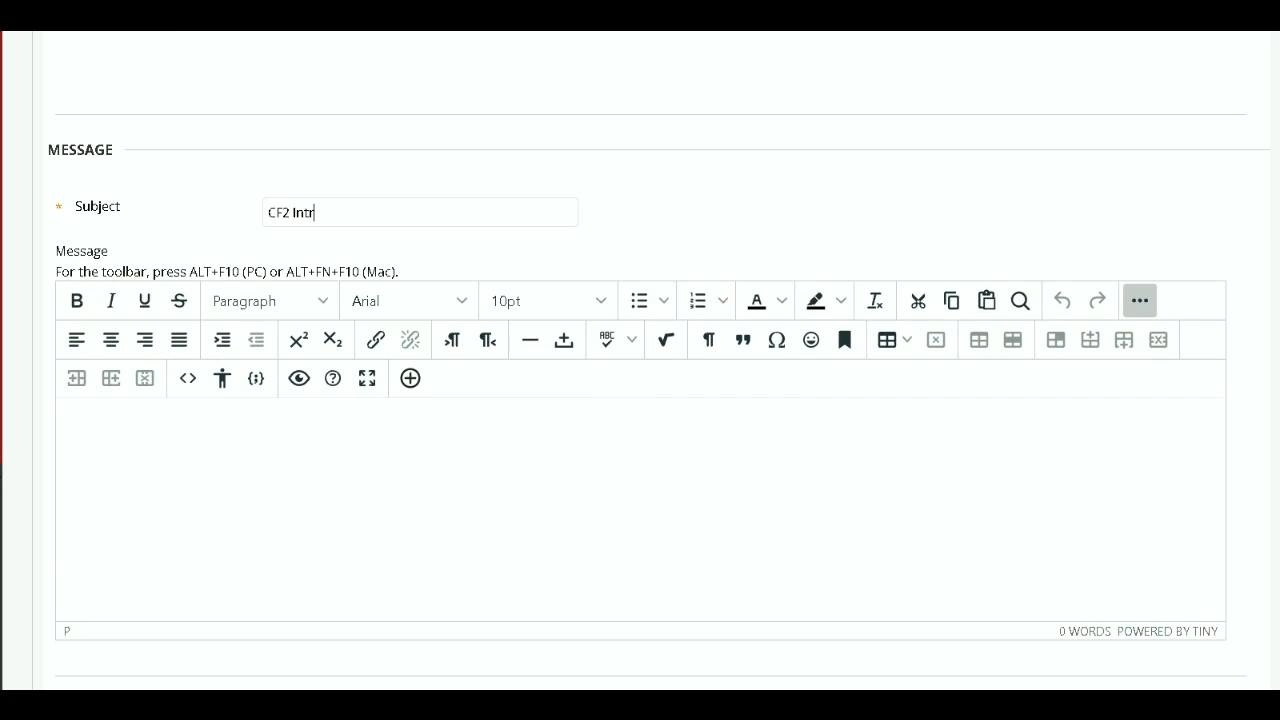 MESSAGE
* Subject
CF2 Intr
Message
For the toolbar, press ALT+F10 (PC) or ALT+FN+F10 (Mac).
B I U S Paragraph Arial 10pt A
ABC
P 0 WORDS POWERED BY TINY